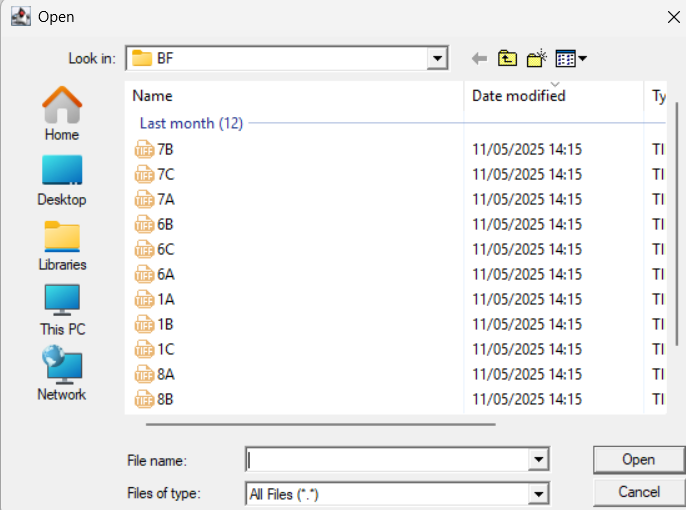 Open
Look in: BF
Name Date modified Ty
Last month (12)
7B 11/05/2025 14:15 TI
7C 11/05/2025 14:15 TI
7A 11/05/2025 14:15 TI
6B 11/05/2025 14:15 TI
6C 11/05/2025 14:15 TI
6A 11/05/2025 14:15 TI
1A 11/05/2025 14:15 TI
1B 11/05/2025 14:15 TI
1C 11/05/2025 14:15 TI
8A 11/05/2025 14:15 TI
8B 11/05/2025 14:15 TI
Home
Desktop
Libraries
This PC
Network
File name: Open
Files of type: All Files (*.*) Cancel